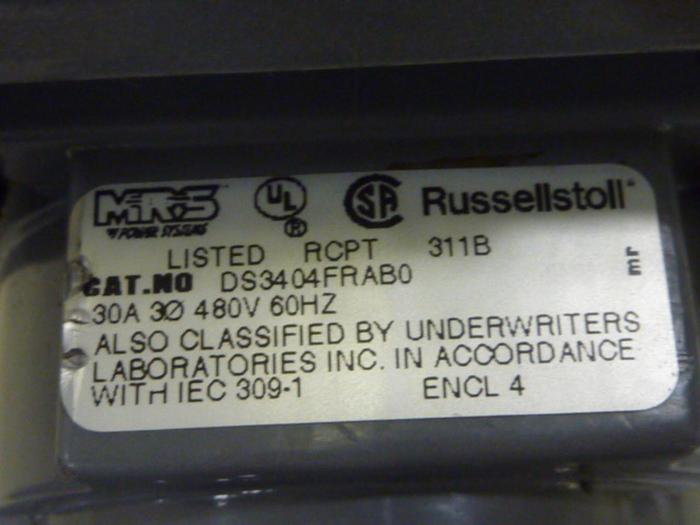 MRS UL ® SA Russellstoll
POWER SYSTEMS
LISTED RCPT 311B
mr
CAT.NO DS3404FRAB0
30A 3Ø 480V 60HZ
ALSO CLASSIFIED BY UNDERWRITERS
LABORATORIES INC. IN ACCORDANCE
WITH IEC 309-1 ENCL 4